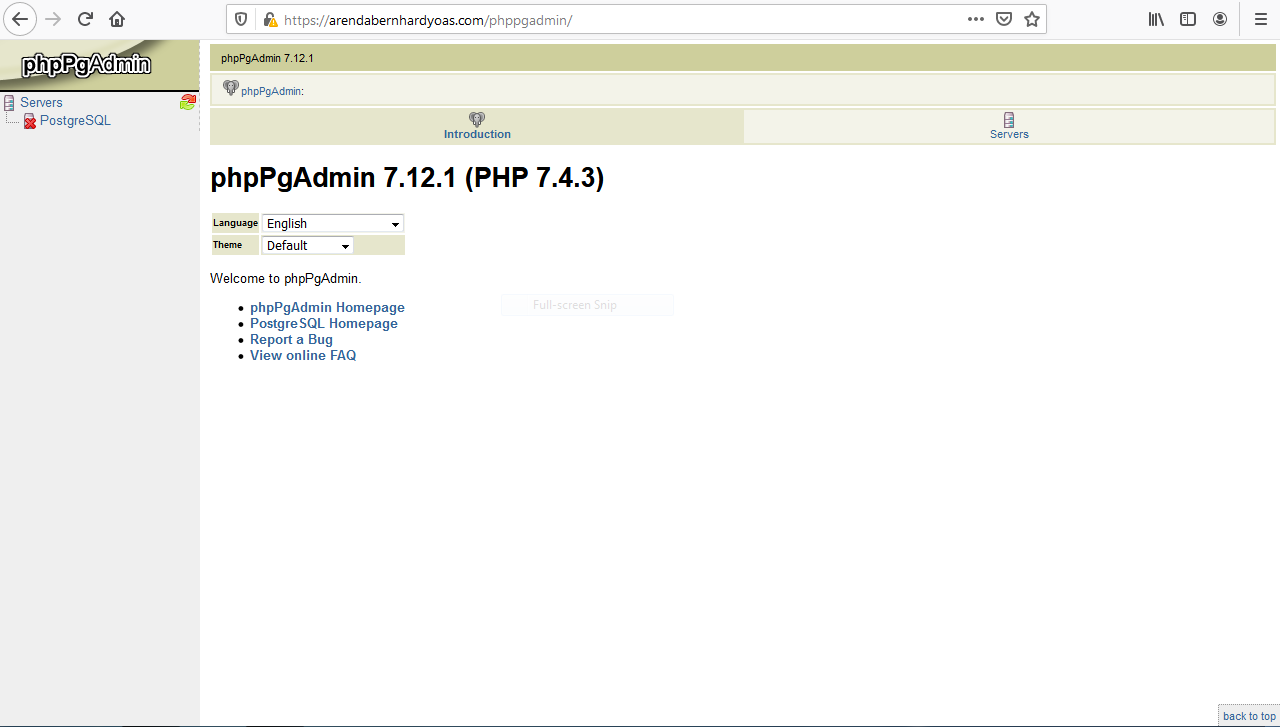 https://arendabernhardyoas.com/phppgadmin/
phpPgAdmin
Servers
PostgreSQL
phpPgAdmin 7.12.1
phpPgAdmin:
Introduction
Servers
phpPgAdmin 7.12.1 (PHP 7.4.3)
Language English
Theme Default
Welcome to phpPgAdmin.
phpPgAdmin Homepage
PostgreSQL Homepage
Report a Bug
View online FAQ
Full-screen Snip
back to top